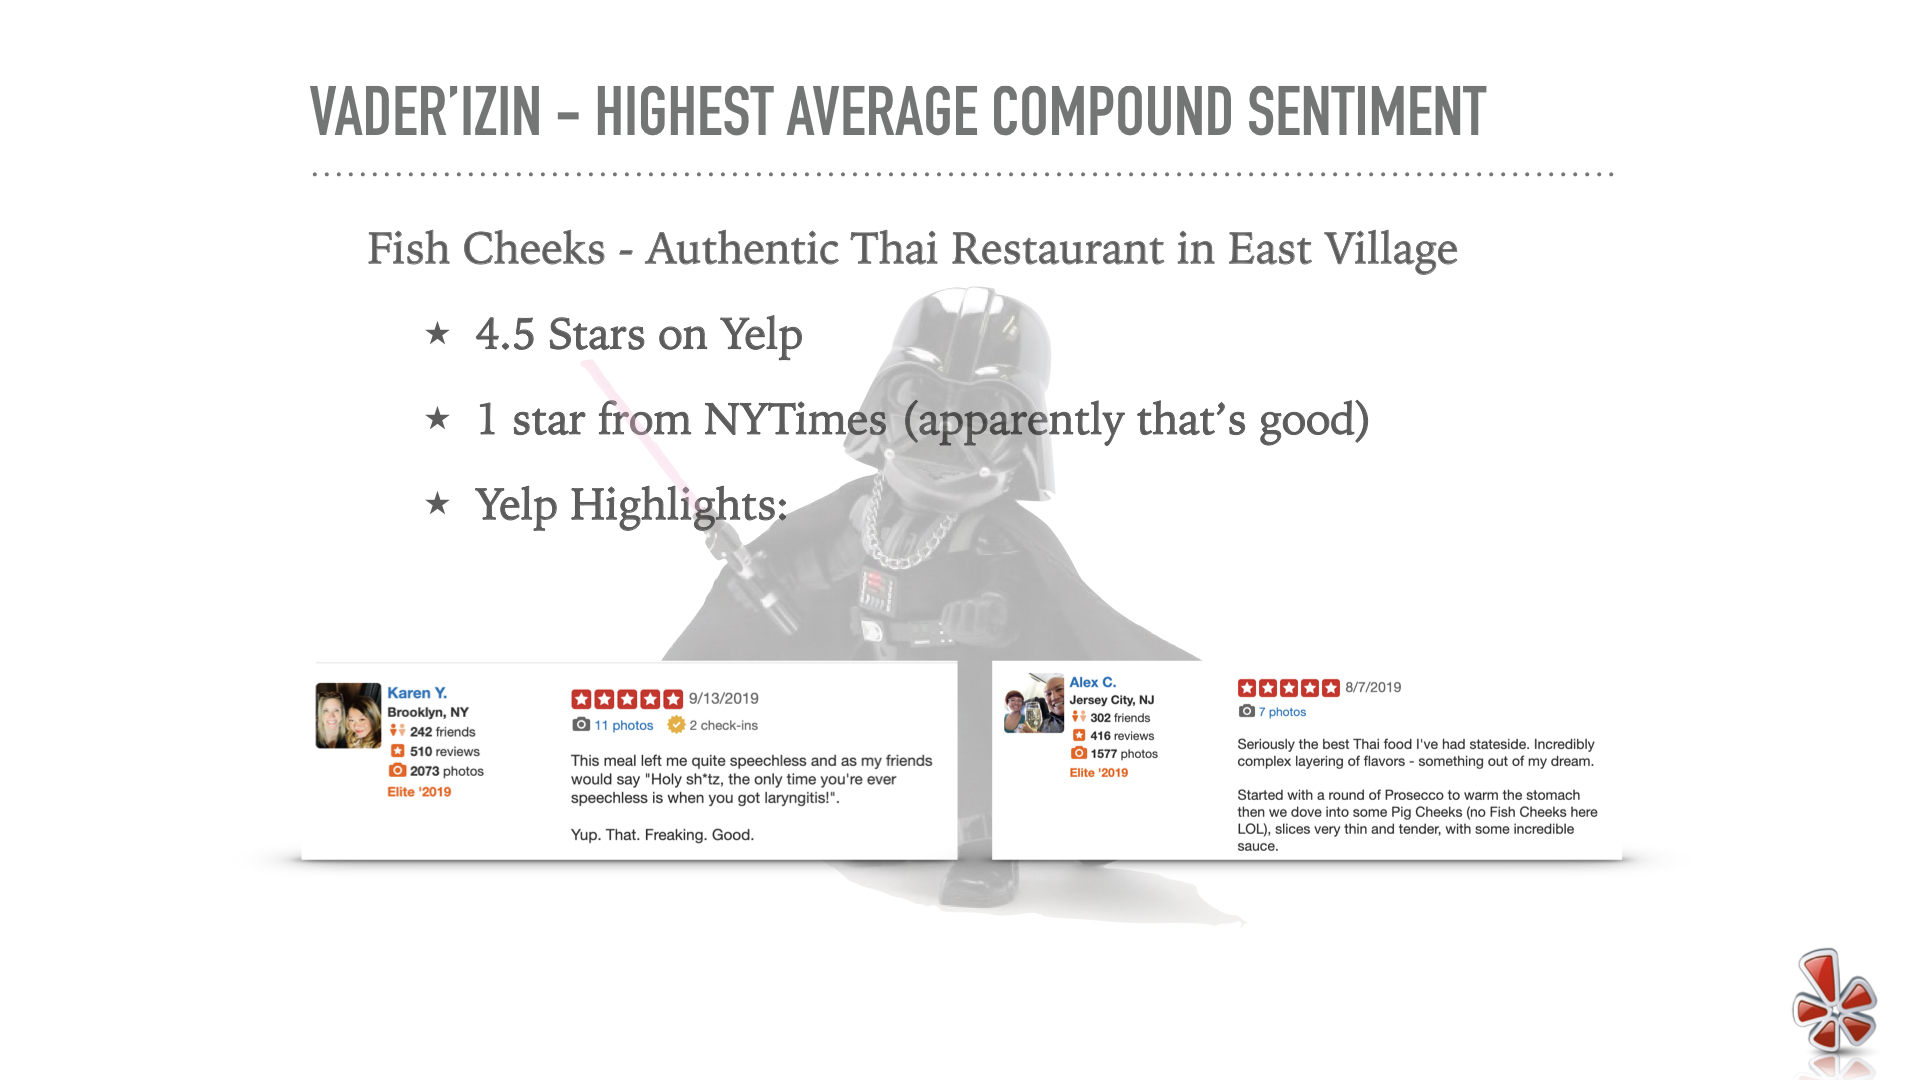 VADER’IZIN – HIGHEST AVERAGE COMPOUND SENTIMENT
Fish Cheeks - Authentic Thai Restaurant in East Village
★ 4.5 Stars on Yelp
★ 1 star from NYTimes (apparently that’s good)
★ Yelp Highlights:
Karen Y.
Brooklyn, NY
242 friends
510 reviews
2073 photos
Elite '2019
9/13/2019
11 photos 2 check-ins
This meal left me quite speechless and as my friends
would say "Holy sh*tz, the only time you're ever
speechless is when you got laryngitis!".
Yup. That. Freaking. Good.
Alex C.
Jersey City, NJ
302 friends
416 reviews
1577 photos
Elite '2019
8/7/2019
7 photos
Seriously the best Thai food I've had stateside. Incredibly
complex layering of flavors - something out of my dream.
Started with a round of Prosecco to warm the stomach
then we dove into some Pig Cheeks (no Fish Cheeks here
LOL), slices very thin and tender, with some incredible
sauce.